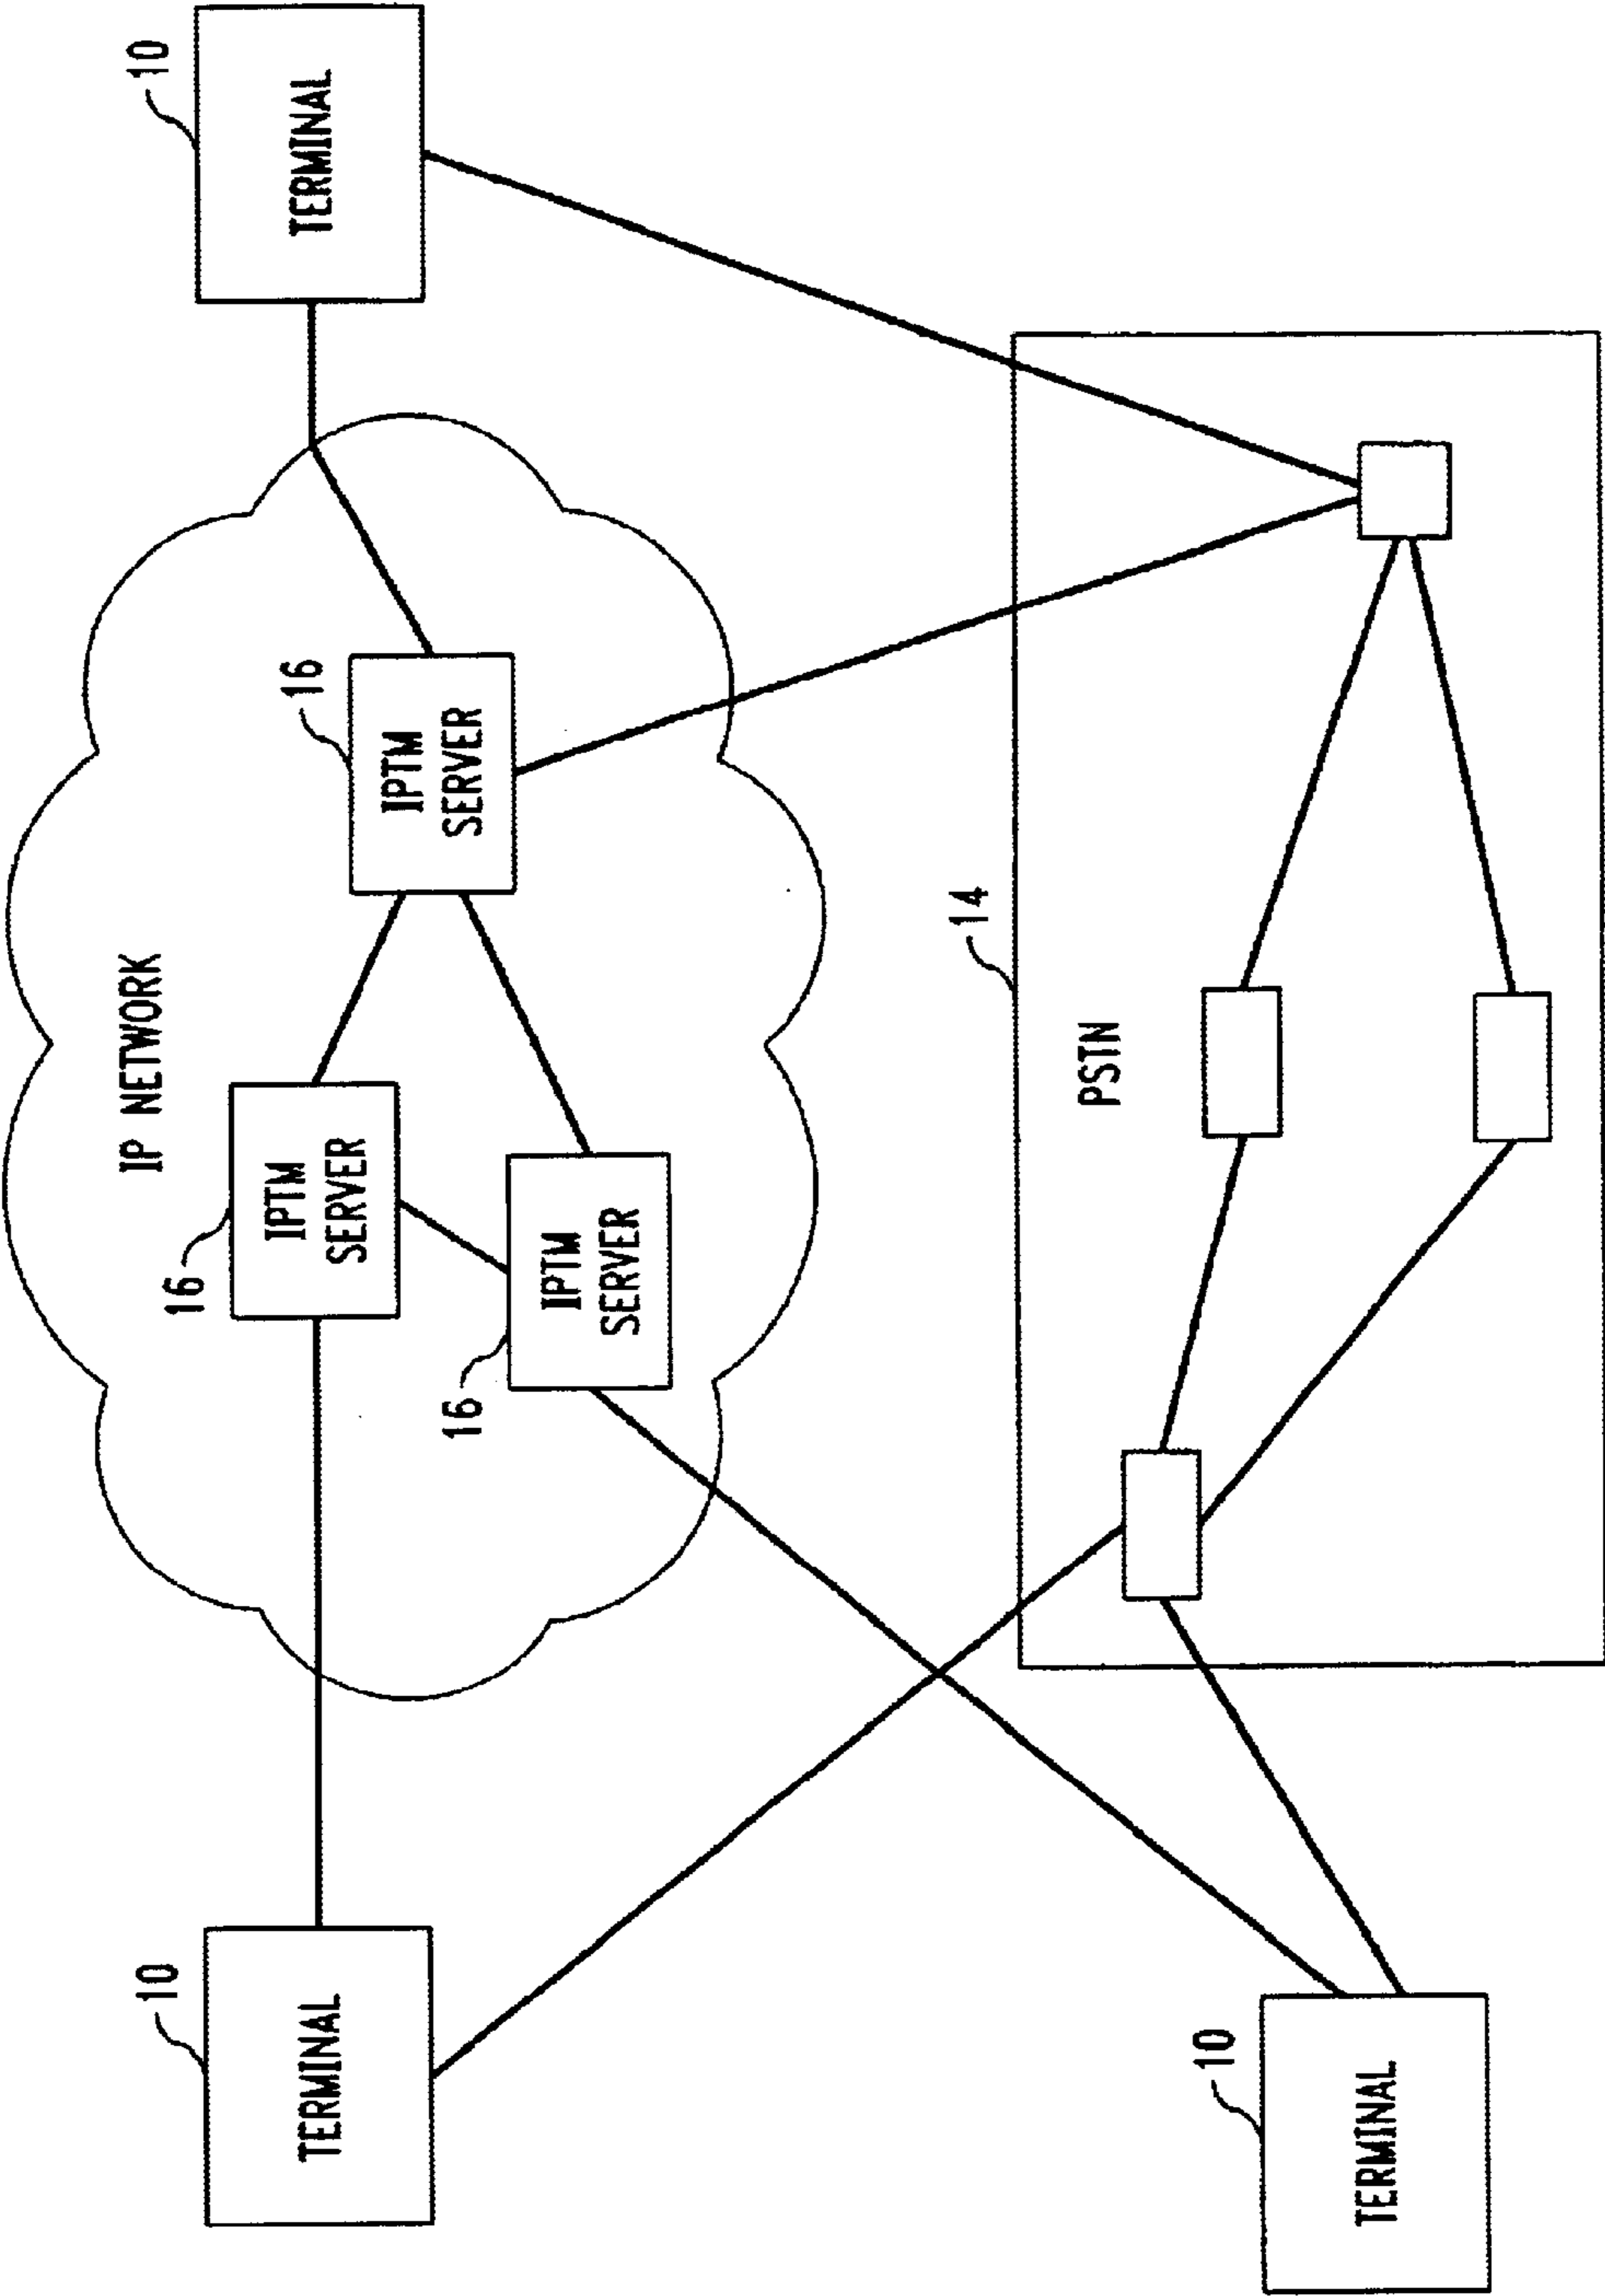 10
IP NETWORK
10
16
16
TERMINAL
IPTM
SERVER
TERMINAL
IPTM
SERVER
16
IPTM
SERVER
14
PSTN
10
TERMINAL